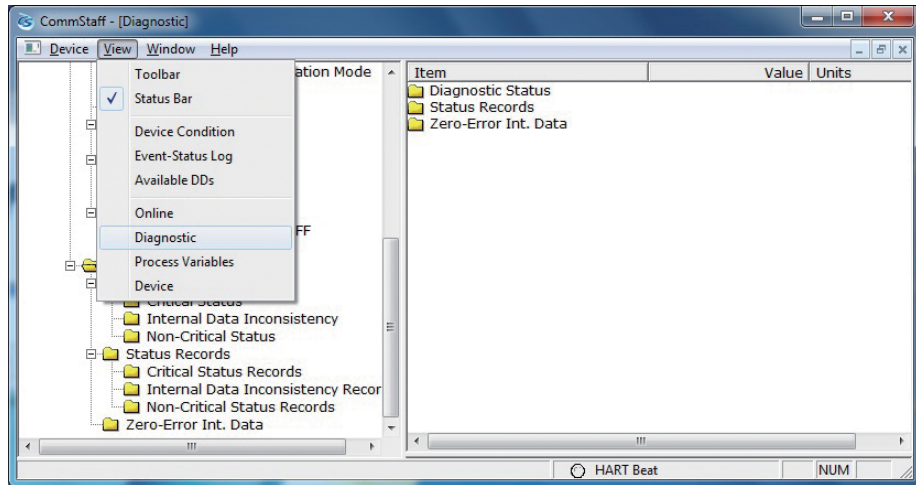 CommStaff - [Diagnostic]
Device View Window Help
Toolbar
Status Bar
Device Condition
Event-Status Log
Available DDs
Online
Diagnostic
Process Variables
Device
ation Mode
FF
Critical Status
Internal Data Inconsistency
Non-Critical Status
Status Records
Critical Status Records
Internal Data Inconsistency Recor
Non-Critical Status Records
Zero-Error Int. Data
Item Value Units
Diagnostic Status
Status Records
Zero-Error Int. Data
HART Beat NUM